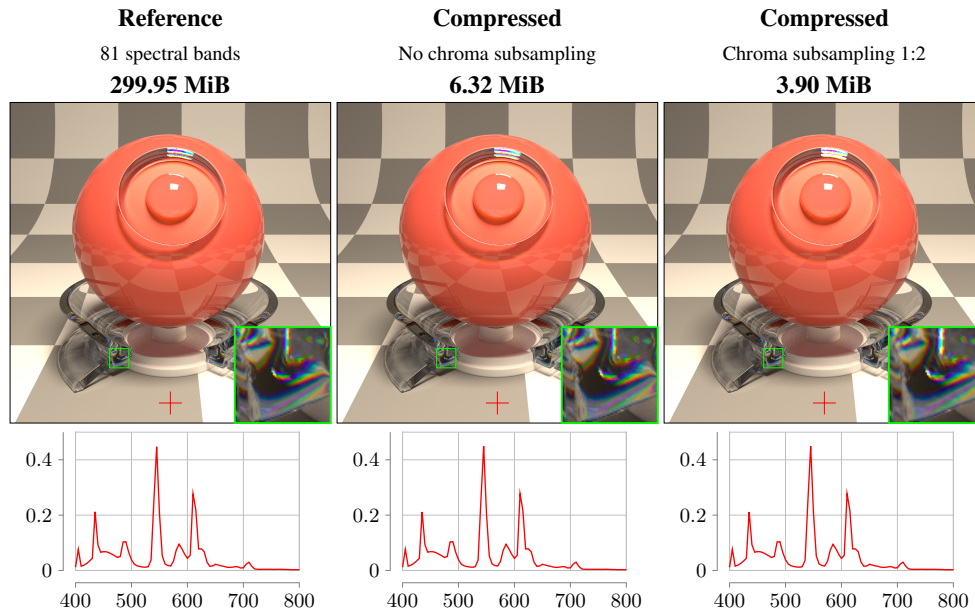 Reference
81 spectral bands
299.95 MiB
Compressed
No chroma subsampling
6.32 MiB
Compressed
Chroma subsampling 1:2
3.90 MiB
0.4
0.2
0
400 500 600 700 800
0.4
0.2
0
400 500 600 700 800
0.4
0.2
0
400 500 600 700 800